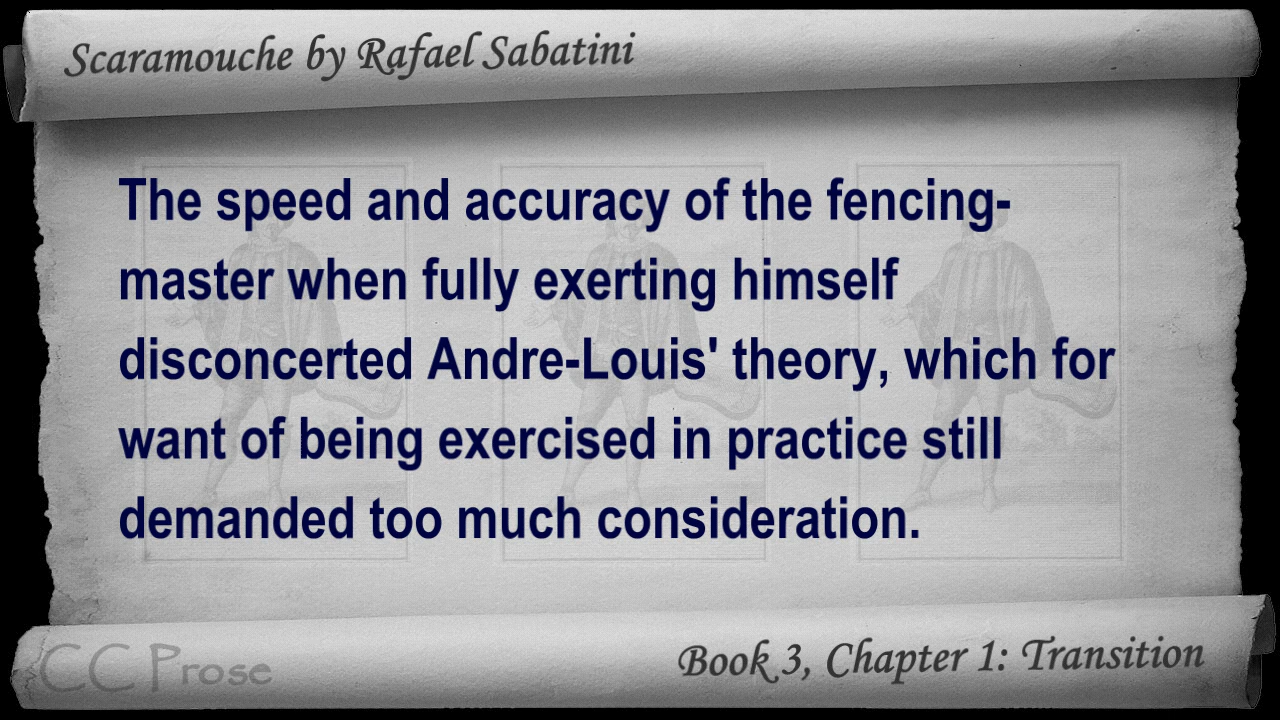 Scaramouche by Rafael Sabatini
The speed and accuracy of the fencing-
master when fully exerting himself
disconcerted Andre-Louis' theory, which for
want of being exercised in practice still
demanded too much consideration.
CC Prose
Book 3, Chapter 1: Transition